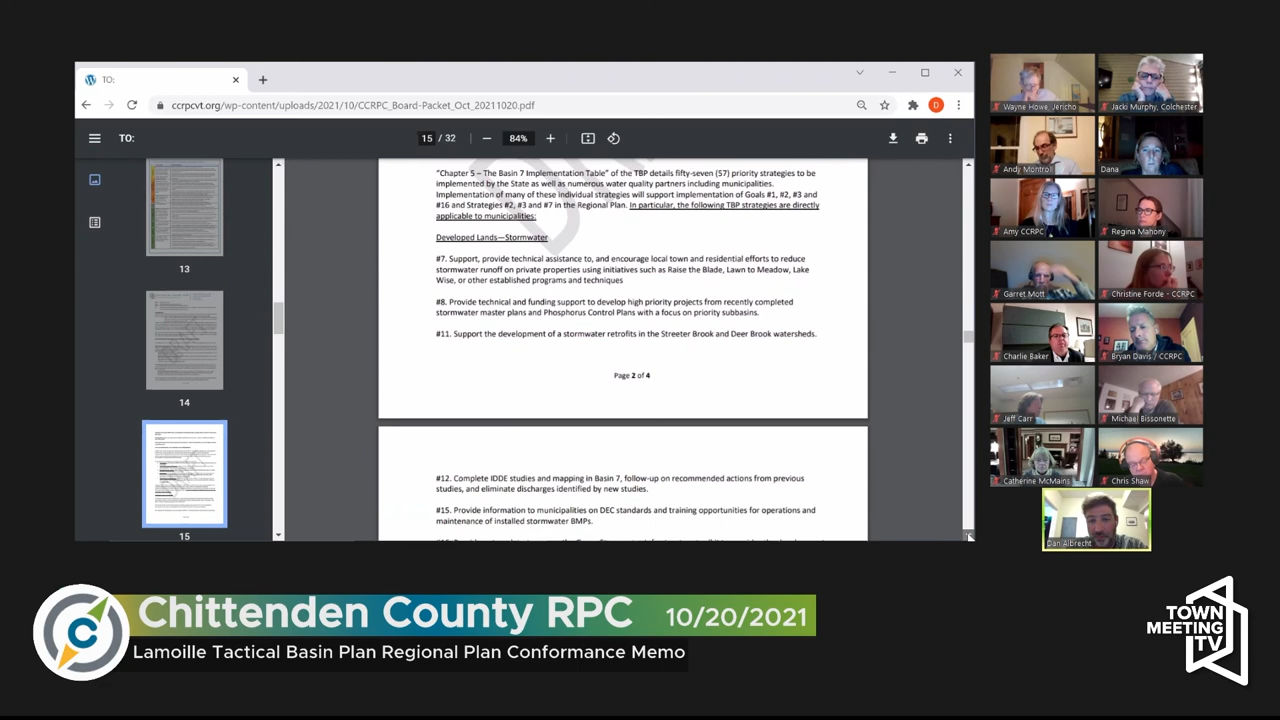 TO:
ccrpcvt.org/wp-content/uploads/2021/10/CCRPC_Board-Packet_Oct_20211020.pdf
D
TO:
15 / 32
84%
13
14
15
"Chapter 5 – The Basin 7 Implementation Table" of the TBP details fifty-seven (57) priority strategies to be
implemented by the State as well as numerous water quality partners including municipalities.
Implementation of many of these individual strategies will support implementation of Goals #1, #2, #3 and
#16 and Strategies #2, #3 and #7 in the Regional Plan. In particular, the following TBP strategies are directly
applicable to municipalities:
Developed Lands—Stormwater
#7. Support, provide technical assistance to, and encourage local town and residential efforts to reduce
stormwater runoff on private properties using initiatives such as Raise the Blade, Lawn to Meadow, Lake
Wise, or other established programs and techniques
#8. Provide technical and funding support to develop high priority projects from recently completed
stormwater master plans and Phosphorus Control Plans with a focus on priority subbasins.
#11. Support the development of a stormwater retrofits in the Streeter Brook and Deer Brook watersheds.
Page 2 of 4
#12. Complete IDDE studies and mapping in Basin 7, follow-up on recommended actions from previous
studies, and eliminate discharges identified by new studies.
#15. Provide information to municipalities on DEC standards and training opportunities for operations and
maintenance of installed stormwater BMPs.
Wayne Howe, Jericho
Jacki Murphy, Colchester
Andy Montroll
Dana
Amy CCRPC
Regina Mahony
Garret Mott
Christine Forde - CCRPC
Charlie Baker
Bryan Davis / CCRPC
Jeff Carr
Michael Bissonette
Catherine McMains
Chris Shaw
Dan Albrecht
C
Chittenden County RPC 10/20/2021
Lamoille Tactical Basin Plan Regional Plan Conformance Memo
TOWN
MEETING
TV